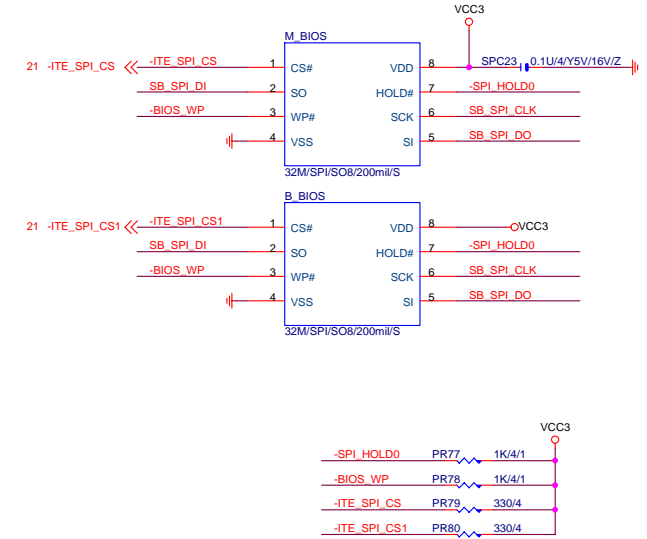 VCC3
M_BIOS
21 -ITE_SPI_CS -ITE_SPI_CS 1 CS# VDD 8 SPC23 0.1U/4/Y5V/16V/Z
SB_SPI_DI 2 SO HOLD# 7 -SPI_HOLD0
-BIOS_WP 3 WP# SCK 6 SB_SPI_CLK
4 VSS SI 5 SB_SPI_DO
32M/SPI/SO8/200mil/S
B_BIOS
21 -ITE_SPI_CS1 -ITE_SPI_CS1 1 CS# VDD 8 VCC3
SB_SPI_DI 2 SO HOLD# 7 -SPI_HOLD0
-BIOS_WP 3 WP# SCK 6 SB_SPI_CLK
4 VSS SI 5 SB_SPI_DO
32M/SPI/SO8/200mil/S
VCC3
-SPI_HOLD0 PR77 1K/4/1
-BIOS_WP PR78 1K/4/1
-ITE_SPI_CS PR79 330/4
-ITE_SPI_CS1 PR80 330/4